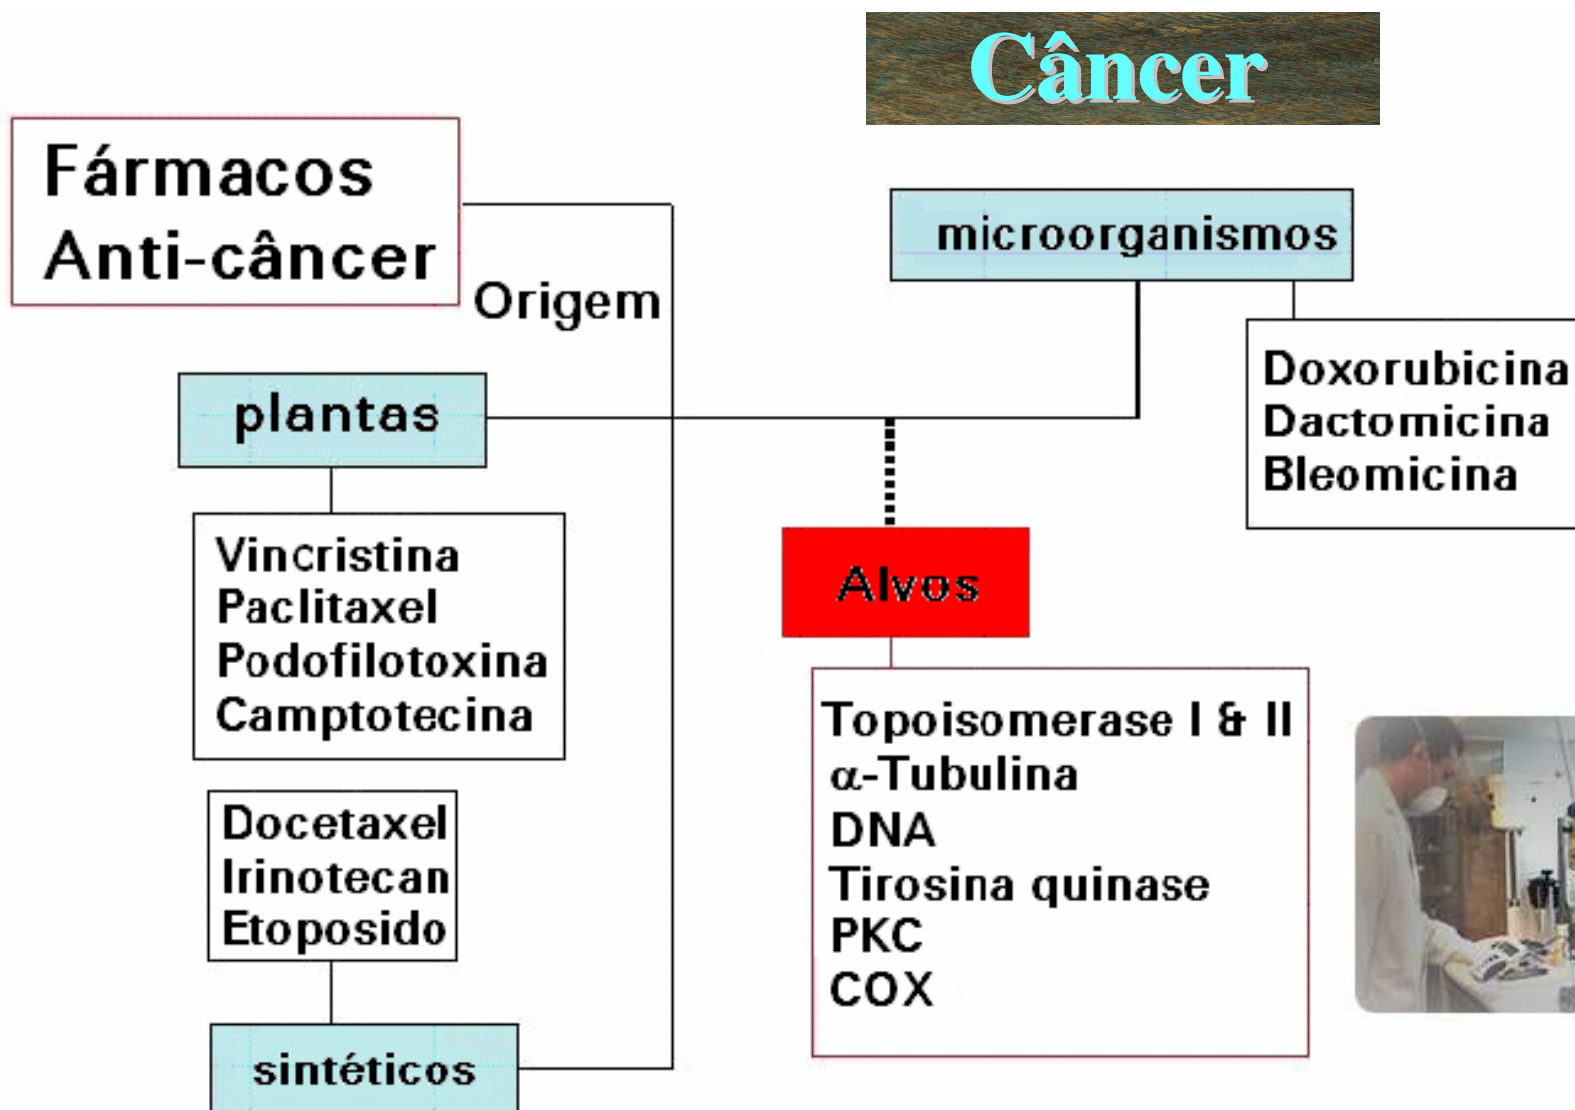 Câncer
Fármacos
Anti-câncer
Origem
microorganismos
Doxorubicina
Dactomicina
Bleomicina
plantas
Vincristina
Paclitaxel
Podofilotoxina
Camptotecina
Alvos
Topoisomerase I & II
α-Tubulina
DNA
Tirosina quinase
PKC
COX
Docetaxel
Irinotecan
Etoposido
sintéticos